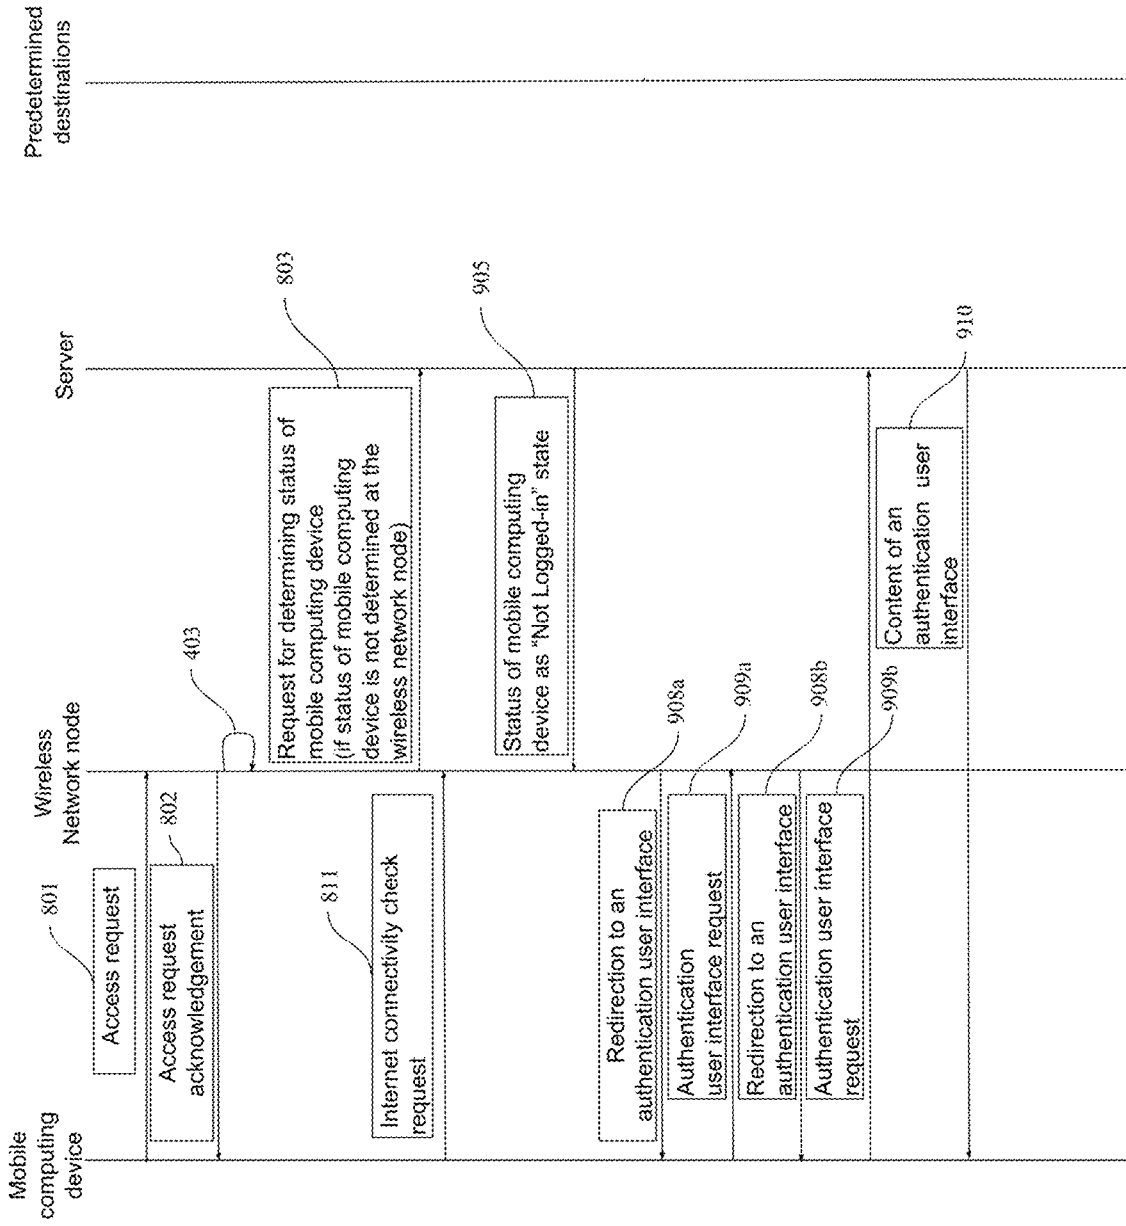 Mobile
computing
device
Wireless
Network node
Server
Predetermined
destinations
801
Access request
802
Access request
acknowledgement
403
803
Request for determining status of
mobile computing device
(if status of mobile computing
device is not determined at the
wireless network node)
811
Internet connectivity check
request
905
Status of mobile computing
device as "Not Logged-in" state
908a
Redirection to an
authentication user interface
909a
Authentication
user interface request
908b
Redirection to an
authentication user interface
909b
Authentication user interface
request
910
Content of an
authentication user
interface